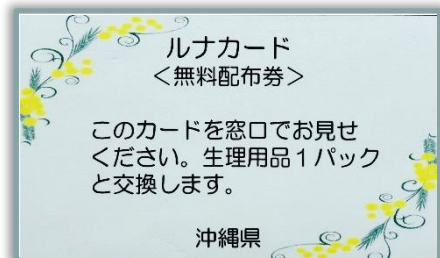 ルナカード
＜無料配布券＞
このカードを窓口でお見せ
ください。生理用品１パック
と交換します。
沖縄県